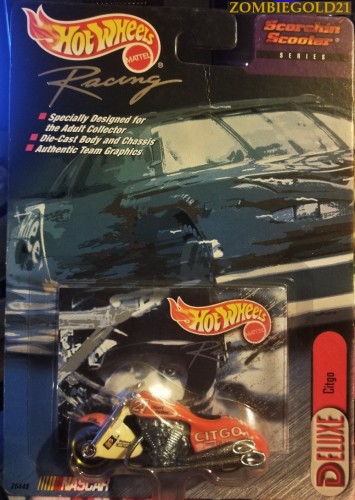 ZOMBIEGOLD21
Hot Wheels
MATTEL
Racing
Scorchin
Scooter
SERIES
Specially Designed for
the Adult Collector
Die-Cast Body and Chassis
Authentic Team Graphics
Hot Wheels
MATTEL
CITGO
DELUXE
Citgo
NASCAR